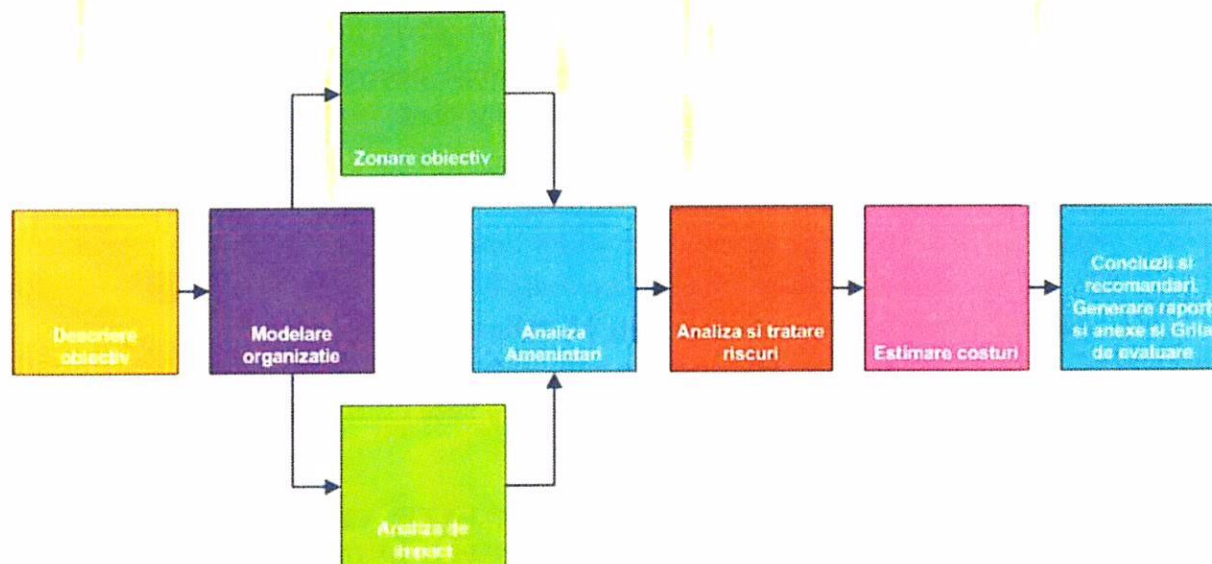 Zonare obiectiv
Descriere
obiectiv
Modelare
organizatie
Analiza
Amenintari
Analiza si tratare
riscuri
Estimare costuri
Concluzii si
recomandari.
Generare raport
si anexe si Grila
de evaluare
Analiza de
impact